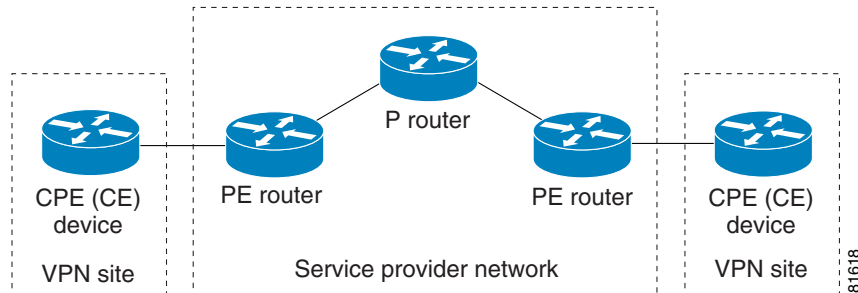 P router
CPE (CE)
device
PE router
PE router
CPE (CE)
device
VPN site
Service provider network
VPN site
81618